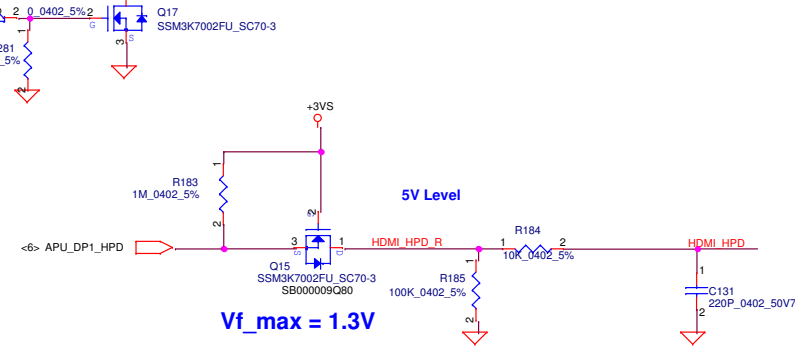 2 0_0402_5% 2
G
Q17
SSM3K7002FU_SC70-3
3
S
1
281
5%
2
+3VS
1
R183
1M_0402_5%
2
5V Level
2
G
R184
<6> APU_DP1_HPD
3
S
1
D
HDMI_HPD_R
1
2
10K_0402_5%
HDMI_HPD
Q15
SSM3K7002FU_SC70-3
SB000009Q80
1
R185
100K_0402_5%
2
1
C131
220P_0402_50V7
2
Vf_max = 1.3V